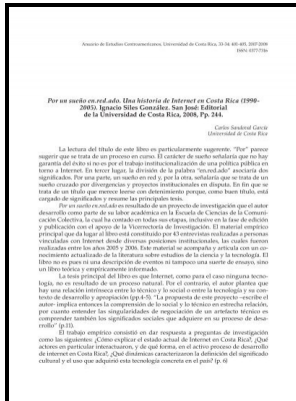 Anuario de Estudios Centroamericanos, Universidad de Costa Rica, 33-34: 401-405, 2007-2008
ISSN: 0377-7316
Por un sueño en.red.ado. Una historia de Internet en Costa Rica (1990-
2005). Ignacio Siles González. San José: Editorial
de la Universidad de Costa Rica, 2008, Pp. 244.
Carlos Sandoval García
Universidad de Costa Rica
La lectura del título de este libro es particularmente sugerente. "Por" parece
sugerir que se trata de un proceso en curso. El carácter de sueño señalaría que no hay
garantía del éxito si no es por el trabajo institucionalización de una política pública en
torno a Internet. En tercer lugar, la división de la palabra "en.red.ado" asociaría dos
significados. Por una parte, un sueño en red y, por la otra, señalaría que se trata de un
sueño cruzado por divergencias y proyectos institucionales en disputa. En fin que se
trata de un título que merece leerse con detenimiento porque, como buen título, está
cargado de significados y resume las principales tesis.
Por un sueño en.red.ado es resultado de un proyecto de investigación que el autor
desarrolló como parte de su labor académica en la Escuela de Ciencias de la Comuni-
cación Colectiva, la cual ha contado en todas sus etapas, inclusive en la fase de edición
y publicación con el apoyo de la Vicerrectoría de Investigación. El material empírico
principal que da lugar al libro está constituido por 43 entrevistas realizadas a personas
vinculadas con Internet desde diversas posiciones institucionales, las cuales fueron
realizadas entre los años 2005 y 2006. Este material se acompaña y articula con un co-
nocimiento actualizado de la literatura sobre estudios de la ciencia y la tecnología. El
libro no es pues ni una descripción de eventos ni tampoco una suerte de ensayo, sino
un libro teórica y empíricamente informado.
La tesis principal del libro es que Internet, como para el caso ninguna tecno-
logía, no es resultado de un proceso natural. Por el contrario, el autor plantea que
hay una relación intrínseca entre lo técnico y lo social o entre la tecnología y su con-
texto de desarrollo y apropiación (pp.4-5). "La propuesta de este proyecto –escribe el
autor– implica entonces la comprensión de lo social y lo técnico en estrecha relación,
por cuanto entender las singularidades de negociación de un artefacto técnico es
comprender también los significados sociales que adquiere en su proceso de desa-
rrollo" (p.11).
El trabajo empírico consistió en dar respuesta a preguntas de investigación
como las siguientes: ¿Cómo explicar el estado actual de Internet en Costa Rica?, ¿Qué
actores en particular interactuaron, y de qué forma, en el activo proceso de desarrollo
de internet en Costa Rica?, ¿Qué dinámicas caracterizaron la definición del significado
cultural y el uso que adquirió esta tecnología concreta en el país? (p. 6)